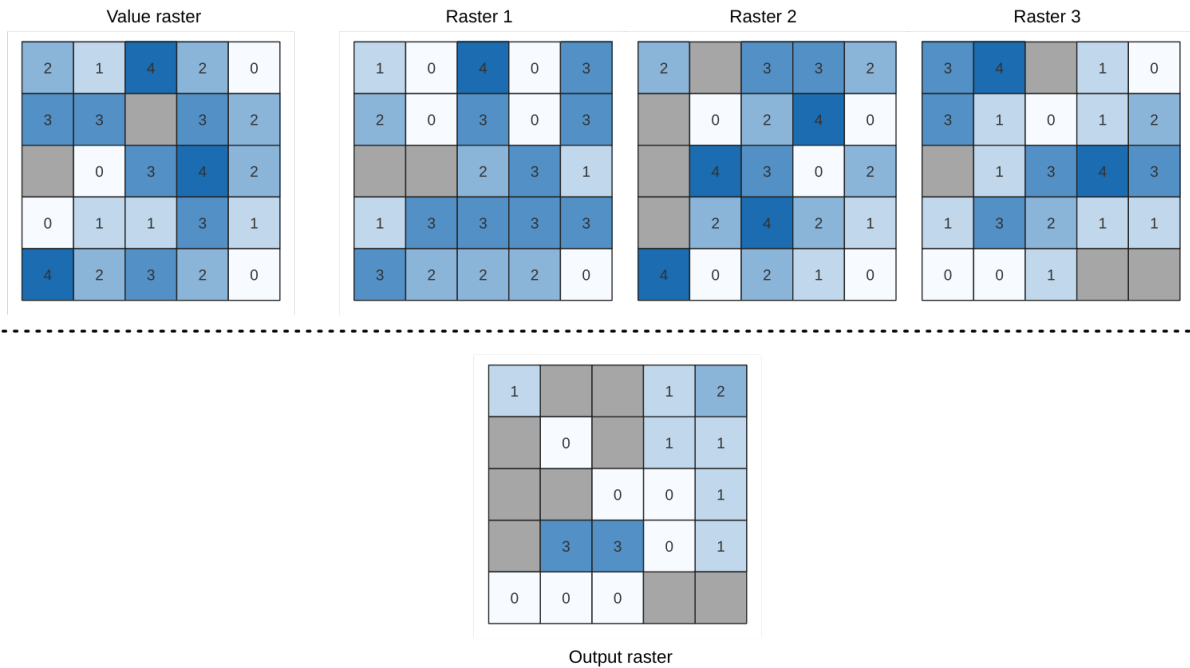 Value raster Raster 1 Raster 2 Raster 3
2 1 4 2 0 1 0 4 0 3 2 3 3 2 3 4 1 0
3 3 3 2 2 0 3 0 3 0 2 4 0 3 1 0 1 2
0 3 4 2 2 3 1 4 3 0 2 1 3 4 3
0 1 1 3 1 1 3 3 3 3 2 4 2 1 1 3 2 1 1
4 2 3 2 0 3 2 2 2 0 4 0 2 1 0 0 0 1
1 1 2
0 1 1
0 0 1
3 3 0 1
0 0 0
Output raster